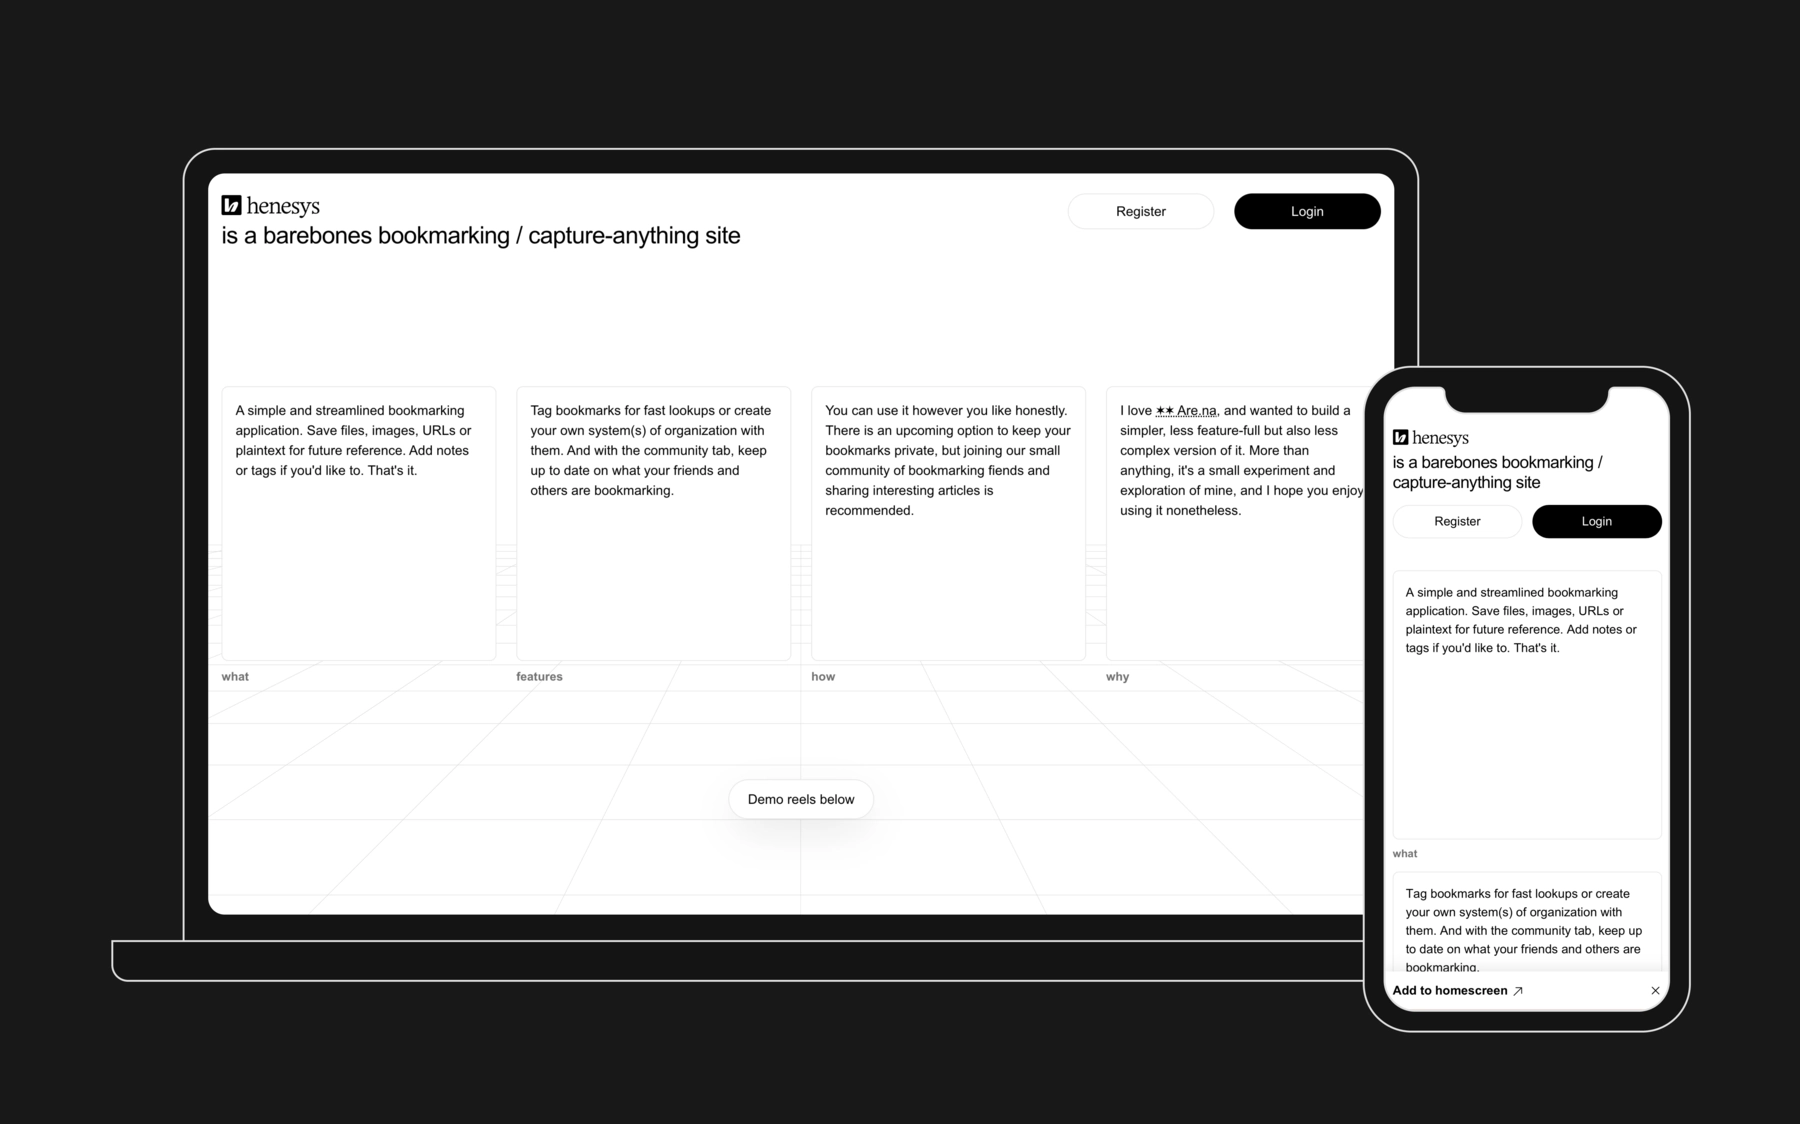 henesys
is a barebones bookmarking / capture-anything site
Register
Login
A simple and streamlined bookmarking
application. Save files, images, URLs or
plaintext for future reference. Add notes
or tags if you'd like to. That's it.
what
Tag bookmarks for fast lookups or create
your own system(s) of organization with
them. And with the community tab, keep
up to date on what your friends and
others are bookmarking.
features
You can use it however you like honestly.
There is an upcoming option to keep your
bookmarks private, but joining our small
community of bookmarking fiends and
sharing interesting articles is
recommended.
how
I love ✶✶ Are.na, and wanted to build a
simpler, less feature-full but also less
complex version of it. More than
anything, it's a small experiment and
exploration of mine, and I hope you enjoy
using it nonetheless.
why
Demo reels below
henesys
is a barebones bookmarking /
capture-anything site
Register
Login
A simple and streamlined bookmarking
application. Save files, images, URLs or
plaintext for future reference. Add notes or
tags if you'd like to. That's it.
what
Tag bookmarks for fast lookups or create
your own system(s) of organization with
them. And with the community tab, keep up
to date on what your friends and others are
bookmarking.
Add to homescreen ↗